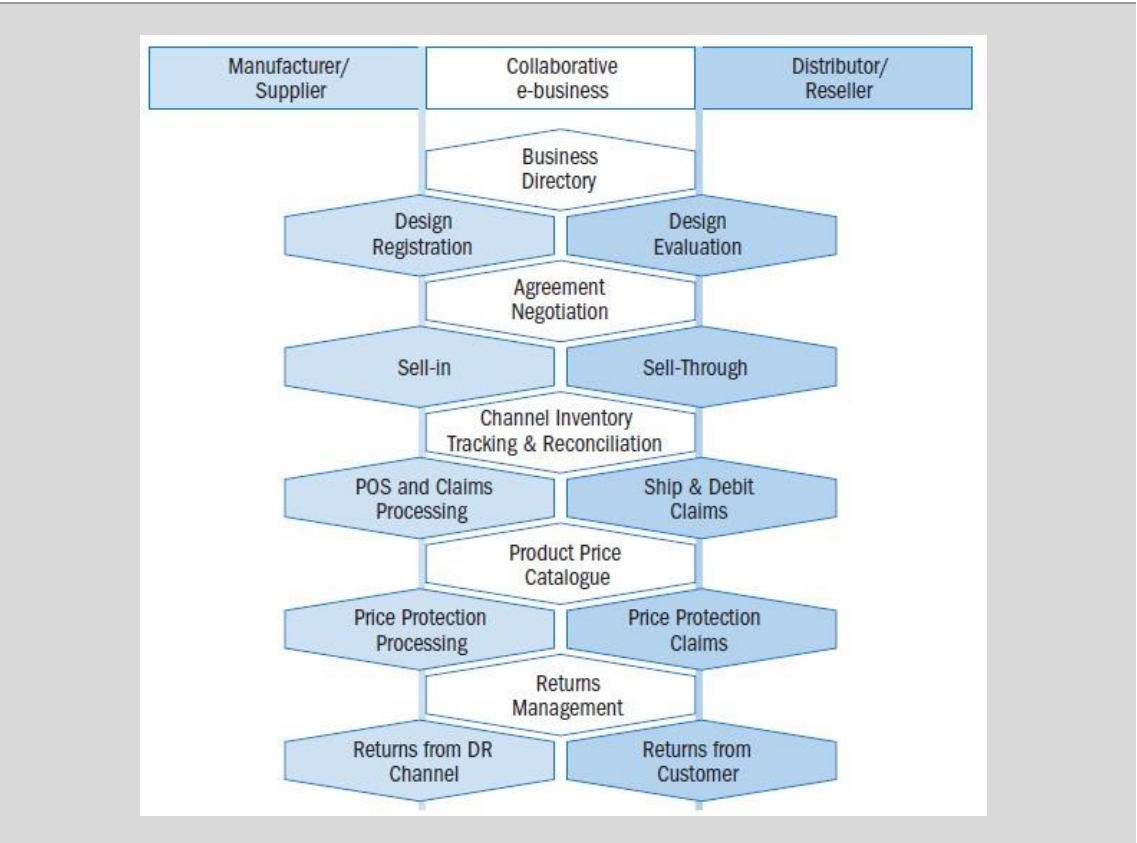 Manufacturer/
Supplier
Collaborative
e-business
Distributor/
Reseller
Business
Directory
Design
Registration
Design
Evaluation
Agreement
Negotiation
Sell-in
Sell-Through
Channel Inventory
Tracking & Reconciliation
POS and Claims
Processing
Ship & Debit
Claims
Product Price
Catalogue
Price Protection
Processing
Price Protection
Claims
Returns
Management
Returns from DR
Channel
Returns from
Customer